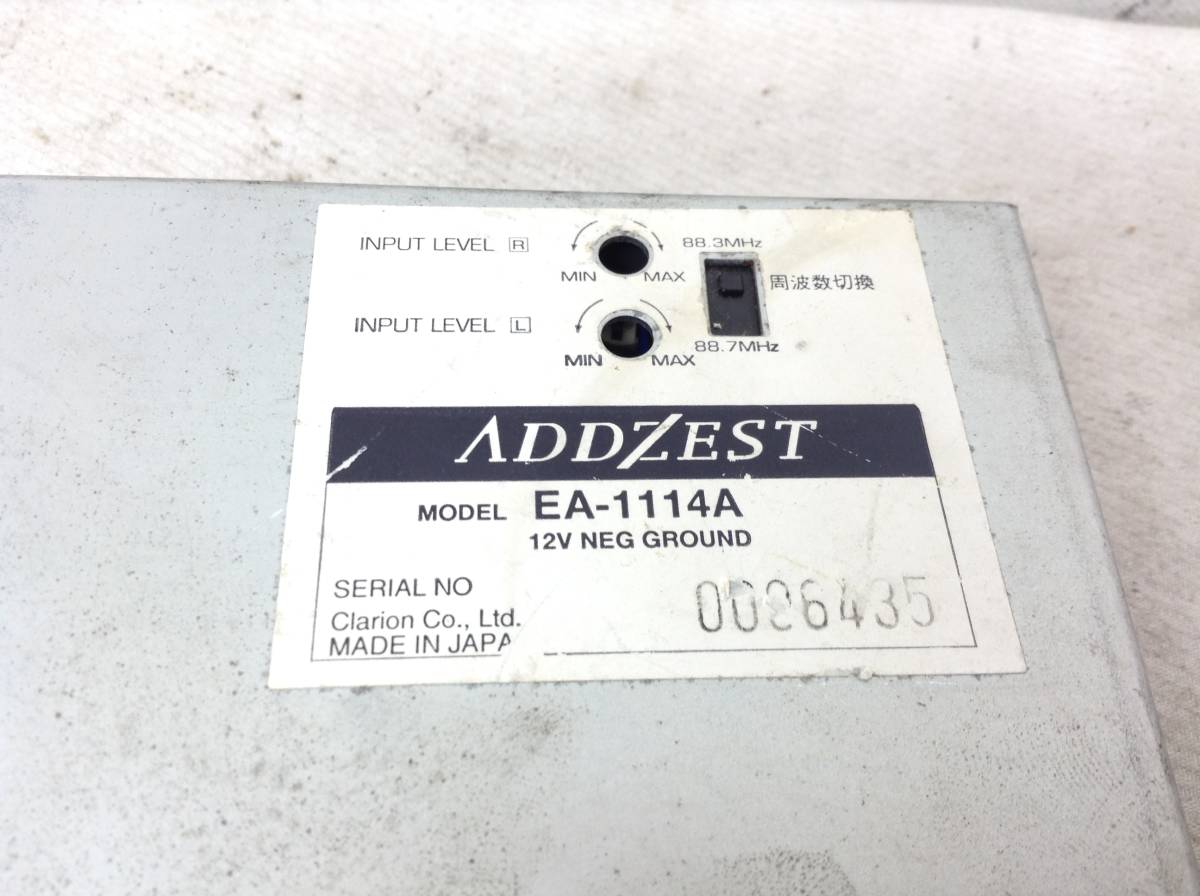 INPUT LEVEL R
MIN MAX
88.3MHz
周波数切換
INPUT LEVEL L
MIN MAX
88.7MHz
ADDZEST
MODEL EA-1114A
12V NEG GROUND
SERIAL NO 0026435
Clarion Co., Ltd.
MADE IN JAPA